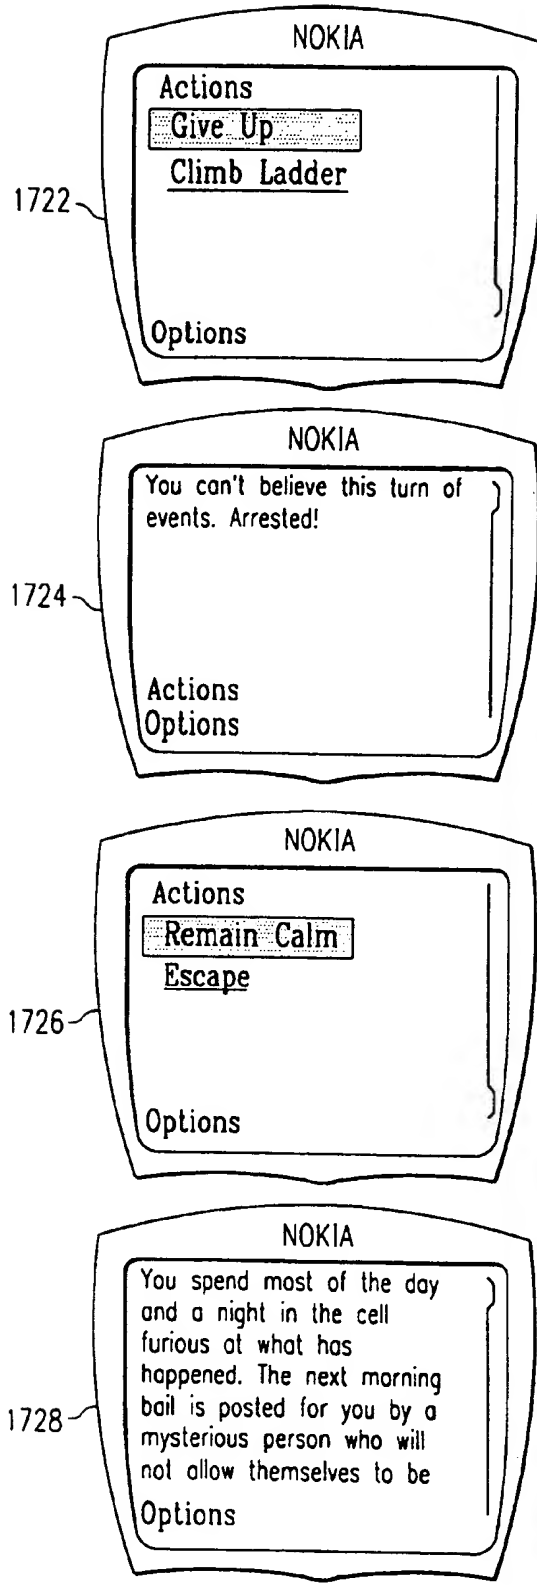 NOKIA
Actions
Give Up
Climb Ladder
1722
Options
NOKIA
You can't believe this turn of
events. Arrested!
1724
Actions
Options
NOKIA
Actions
Remain Calm
Escape
1726
Options
NOKIA
You spend most of the day
and a night in the cell
furious at what has
happened. The next morning
bail is posted for you by a
1728
mysterious person who will
not allow themselves to be
Options